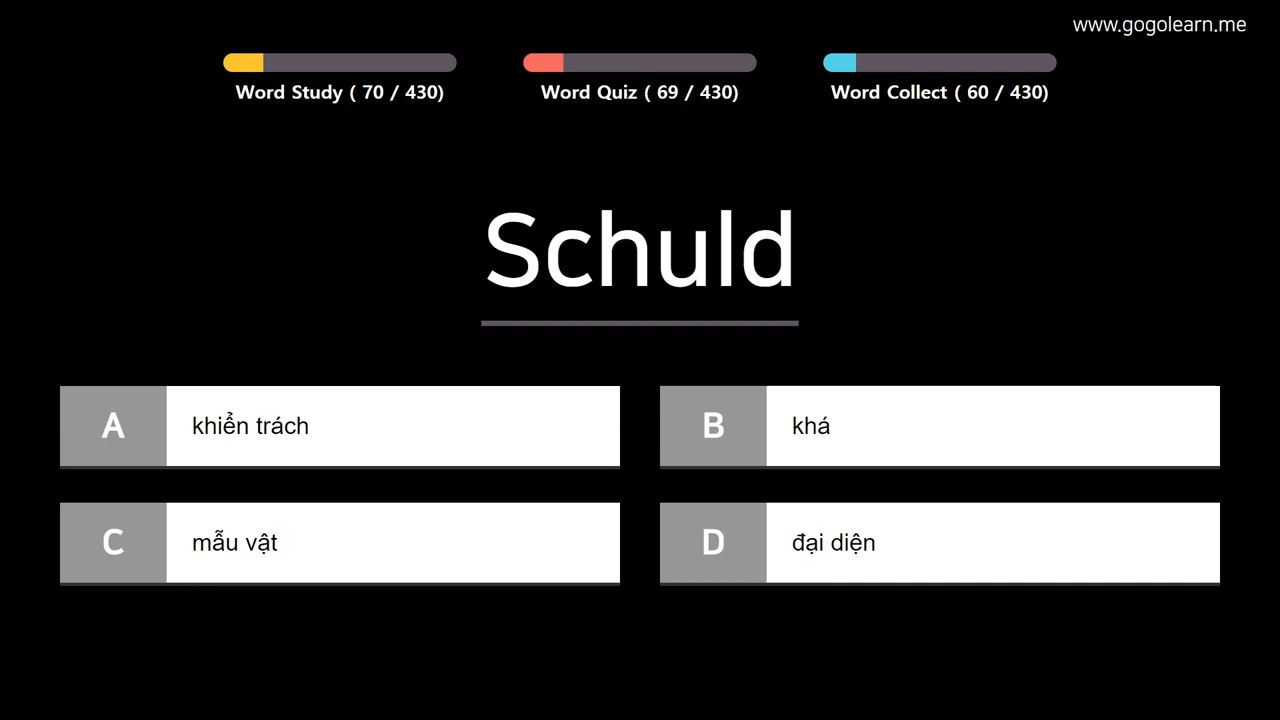 www.gogolearn.me
Word Study ( 70 / 430)
Word Quiz ( 69 / 430)
Word Collect ( 60 / 430)
Schuld
A khiển trách
B khá
C mẫu vật
D đại diện